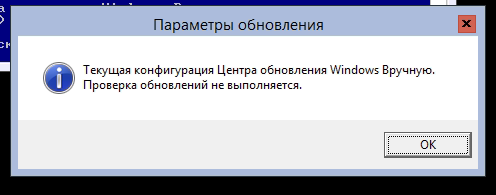 Параметры обновления
Текущая конфигурация Центра обновления Windows Вручную.
Проверка обновлений не выполняется.
OK